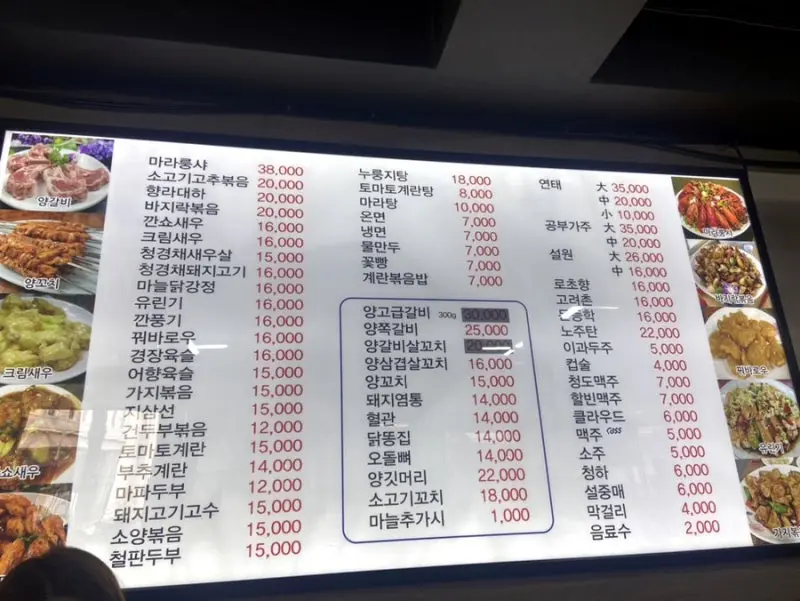 양갈비
양꼬치
크림새우
쇼새우
마라룽샤 38,000
소고기고추볶음 20,000
향라대하 20,000
바지락볶음 20,000
깐쇼새우 16,000
크림새우 16,000
청경채새우살 15,000
청경채돼지고기 16,000
마늘닭강정 16,000
유린기 16,000
깐풍기 16,000
꿔바로우 16,000
경장육슬 16,000
어향육슬 15,000
가지볶음 15,000
지삼선 15,000
건두부볶음 12,000
토마토계란 15,000
부추계란 14,000
마파두부 12,000
돼지고기고수 15,000
소양볶음 15,000
철판두부 15,000
누룽지탕 18,000
토마토계란탕 8,000
마라탕 10,000
온면 7,000
냉면 7,000
물만두 7,000
꽃빵 7,000
계란볶음밥 7,000
양고급갈비 300g 30,000
양쪽갈비 25,000
양갈비살꼬치 20,000
양삼겹살꼬치 16,000
양꼬치 15,000
돼지염통 14,000
혈관 14,000
닭똥집 14,000
오돌뼈 14,000
양깃머리 22,000
소고기꼬치 18,000
마늘추가시 1,000
연태 大 35,000
中 20,000
小 10,000
공부가주 大 35,000
中 20,000
설원 大 26,000
中 16,000
로초향 16,000
고려촌 16,000
16,000
노주탄 22,000
이과두주 5,000
컵술 4,000
청도맥주 7,000
할빈맥주 7,000
클라우드 6,000
맥주 cass 5,000
소주 5,000
청하 6,000
설중매 6,000
막걸리 4,000
음료수 2,000
바지락볶음
꿔바로우
유린기
가지볶음